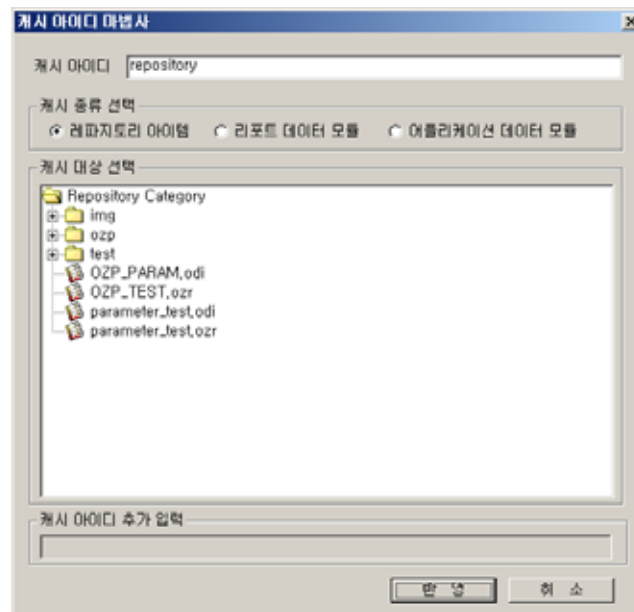 캐시 아이디 마법사
캐시 아이디 repository
캐시 종류 선택
레파지토리 아이템 리포트 데이터 모듈 어플리케이션 데이터 모듈
캐시 대상 선택
Repository Category
img
ozp
test
OZP_PARAM.odi
OZP_TEST.ozr
parameter_test.odi
parameter_test.ozr
캐시 아이디 추가 입력
반 영 취 소